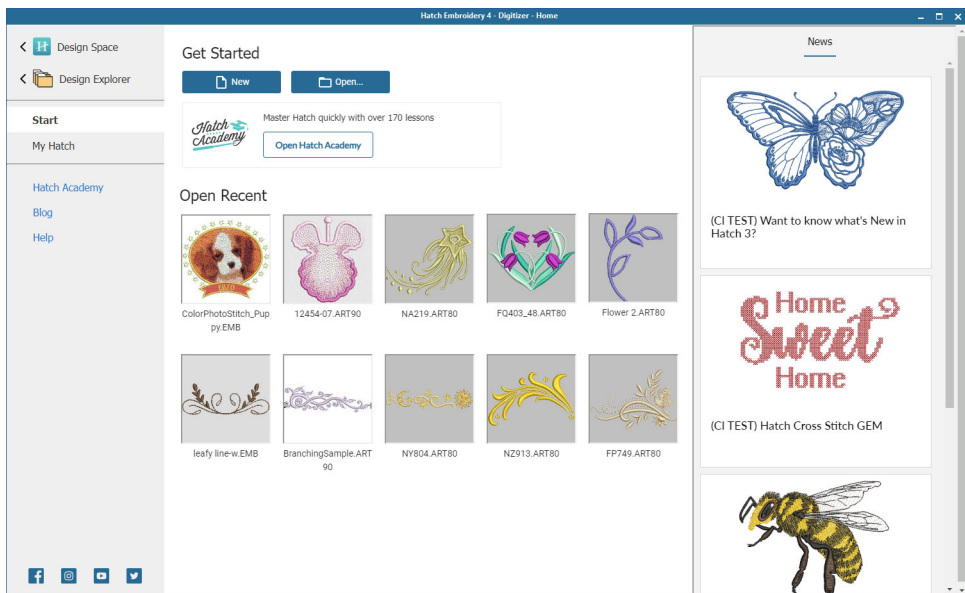 Hatch Embroidery 4 - Digitizer - Home
Design Space
Design Explorer
Start
My Hatch
Hatch Academy
Blog
Help
Get Started
New
Open...
Hatch
Academy
Master Hatch quickly with over 170 lessons
Open Hatch Academy
Open Recent
ColorPhotoStitch_Pup
py.EMB
12454-07.ART90
NA219.ART80
FQ403_48.ART80
Flower 2.ART80
leafy line-w.EMB
BranchingSample.ART
90
NY804.ART80
NZ913.ART80
FP749.ART80
News
(CI TEST) Want to know what's New in
Hatch 3?
Home
Sweet
Home
(CI TEST) Hatch Cross Stitch GEM